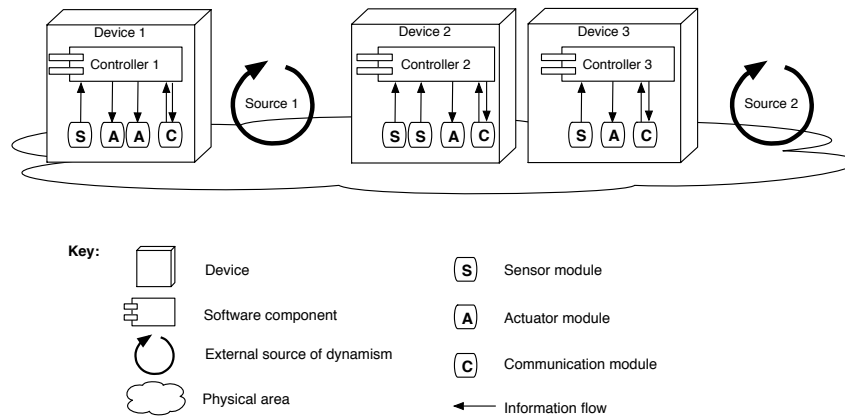 Device 1
Controller 1
S A A C
Source 1
Device 2
Controller 2
S S A C
Device 3
Controller 3
S A C
Source 2
Key:
Device
S Sensor module
Software component
A Actuator module
External source of dynamism
C Communication module
Physical area
Information flow